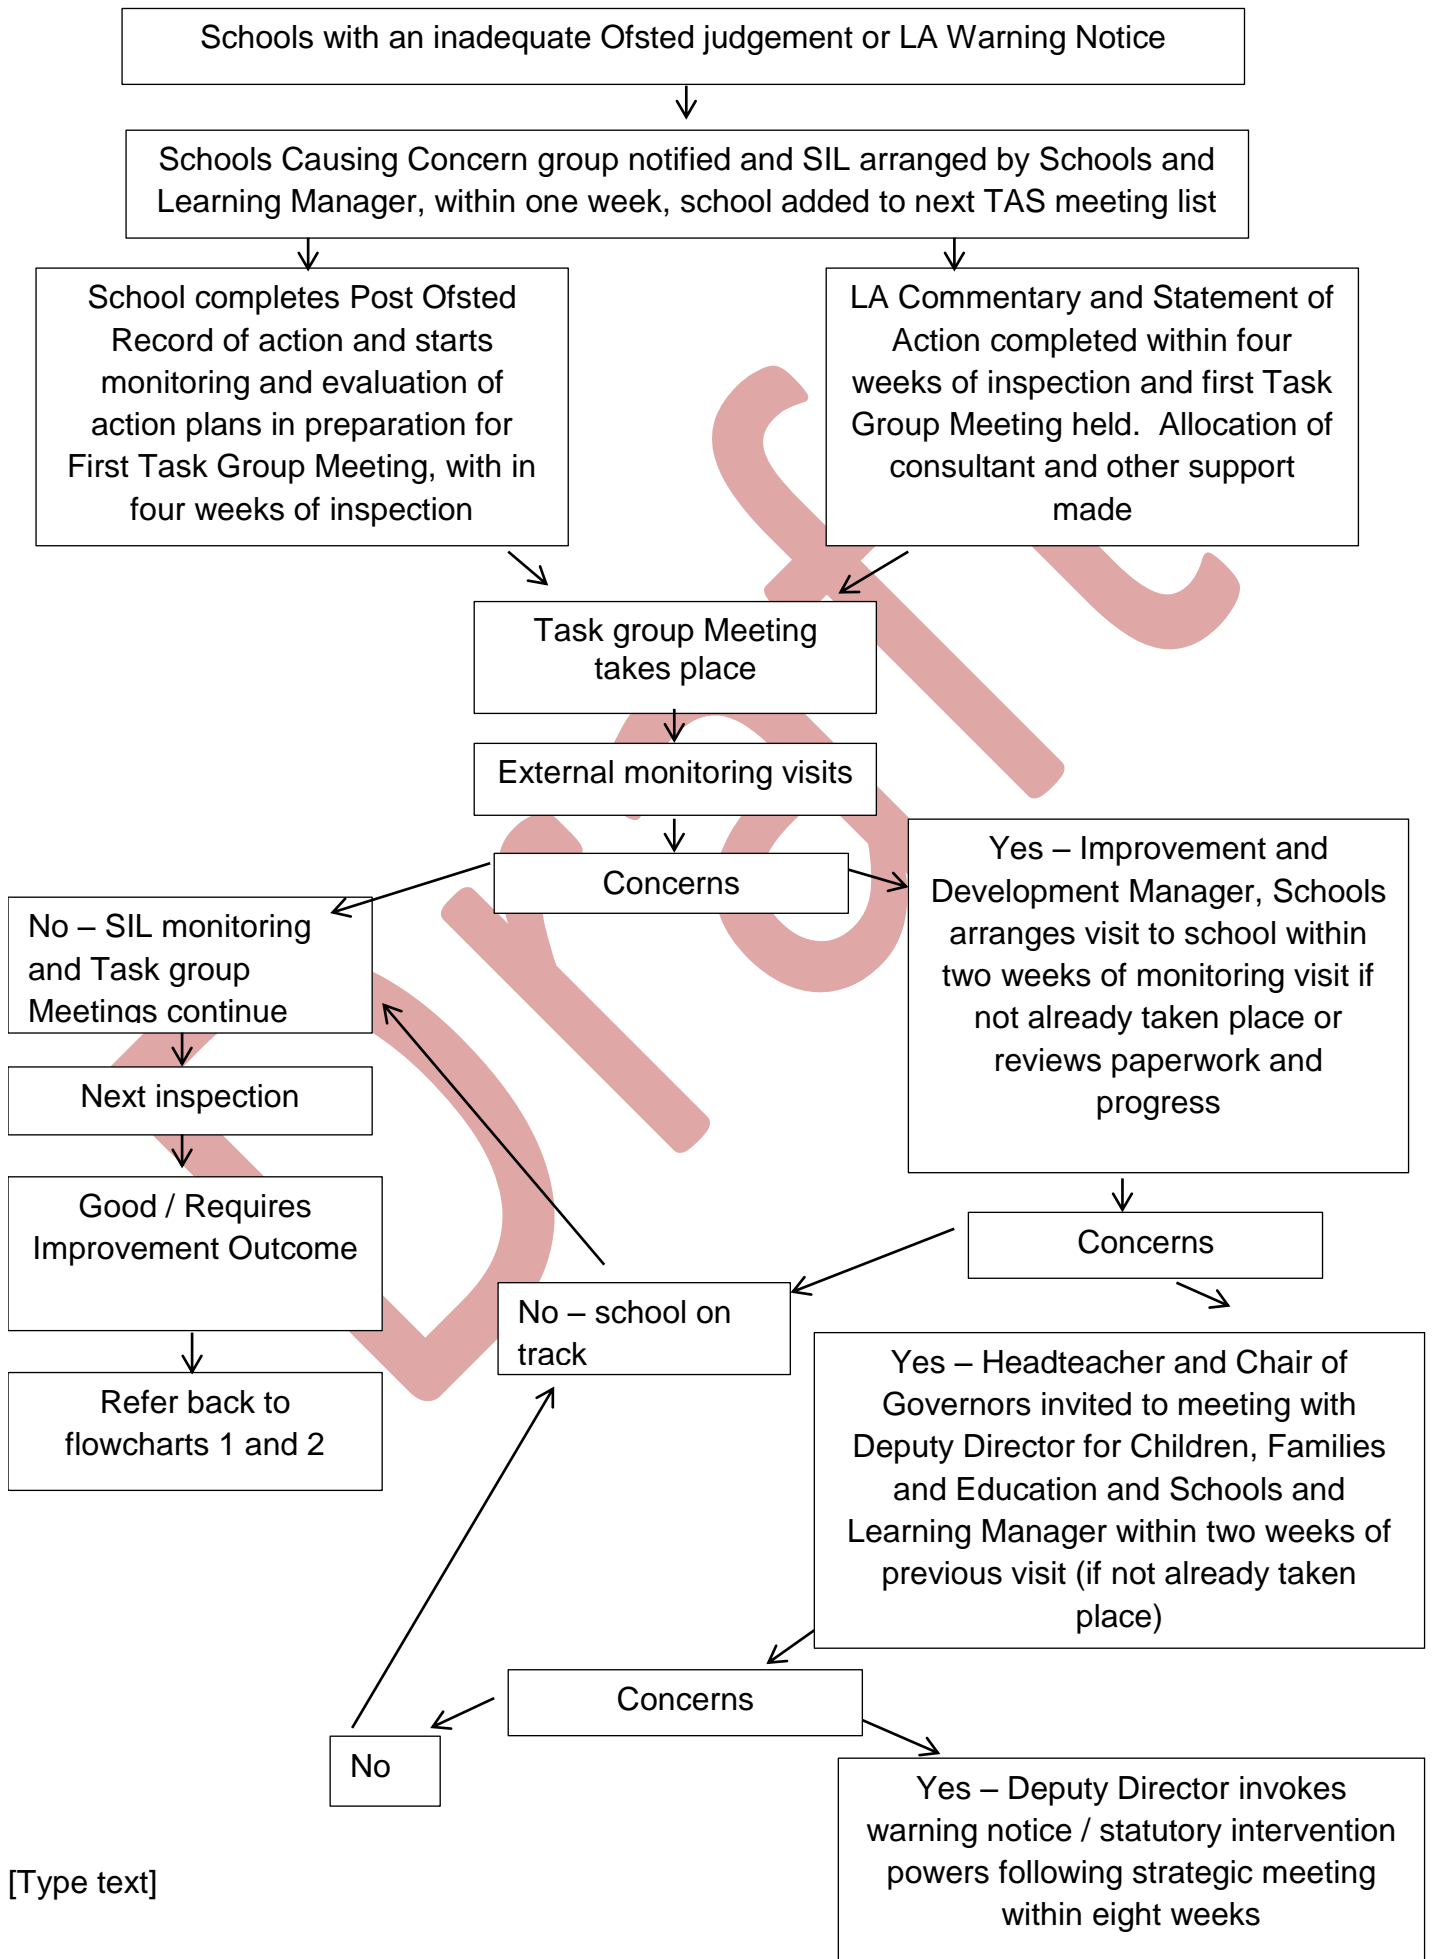 Schools with an inadequate Ofsted judgement or LA Warning Notice
Schools Causing Concern group notified and SIL arranged by Schools and
Learning Manager, within one week, school added to next TAS meeting list
School completes Post Ofsted
Record of action and starts
monitoring and evaluation of
action plans in preparation for
First Task Group Meeting, with in
four weeks of inspection
LA Commentary and Statement of
Action completed within four
weeks of inspection and first Task
Group Meeting held.  Allocation of
consultant and other support
made
Task group Meeting
takes place
External monitoring visits
Concerns
Yes – Improvement and
Development Manager, Schools
arranges visit to school within
two weeks of monitoring visit if
not already taken place or
reviews paperwork and
progress
No – SIL monitoring
and Task group
Meetings continue
Next inspection
Good / Requires
Improvement Outcome
Refer back to
flowcharts 1 and 2
Concerns
No – school on
track
Yes – Headteacher and Chair of
Governors invited to meeting with
Deputy Director for Children, Families
and Education and Schools and
Learning Manager within two weeks of
previous visit (if not already taken
place)
Concerns
No
Yes – Deputy Director invokes
warning notice / statutory intervention
powers following strategic meeting
within eight weeks
[Type text]
Draft